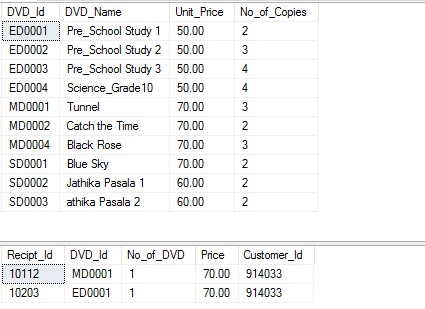 DVD_Id DVD_Name Unit_Price No_of_Copies
ED0001 Pre_School Study 1 50.00 2
ED0002 Pre_School Study 2 50.00 3
ED0003 Pre_School Study 3 50.00 4
ED0004 Science_Grade10 50.00 4
MD0001 Tunnel 70.00 3
MD0002 Catch the Time 70.00 2
MD0004 Black Rose 70.00 3
SD0001 Blue Sky 70.00 2
SD0002 Jathika Pasala 1 60.00 2
SD0003 athika Pasala 2 60.00 2
Recipt_Id DVD_Id No_of_DVD Price Customer_Id
10112 MD0001 1 70.00 914033
10203 ED0001 1 70.00 914033